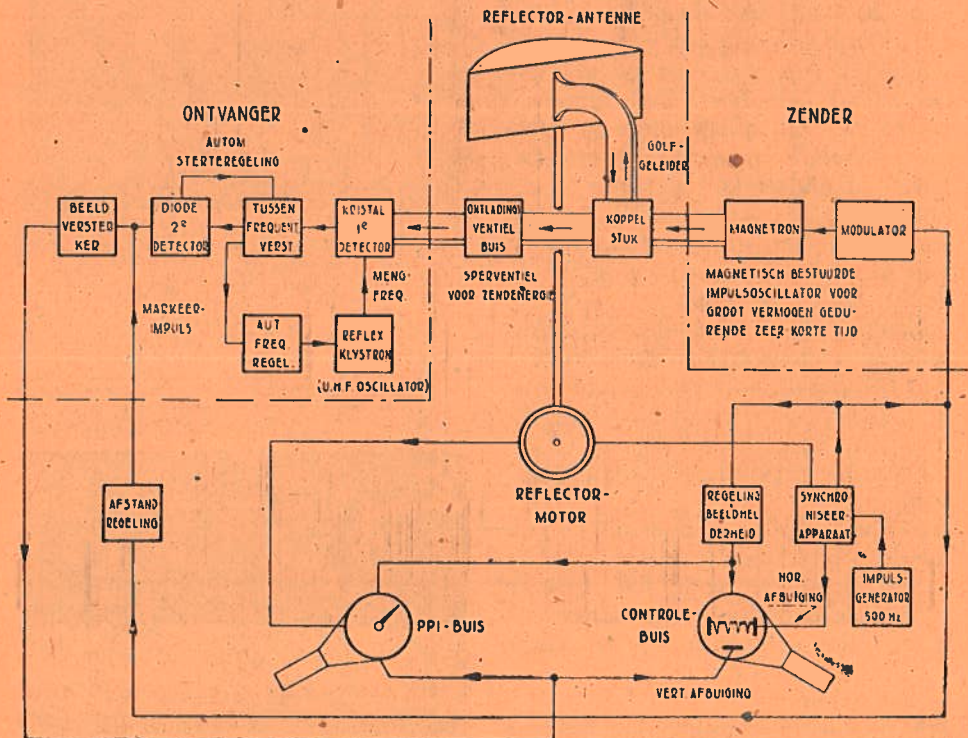 REFLECTOR-ANTENNE
ONTVANGER
ZENDER
AUTOM
STERTEREGELING
GOLF-
GELEIDER
BEELD
VERSTER
KER
DIODE
2e
DETECTOR
TUSSEN
FREQUENT
VERST
KRISTAL
1e
DETECTOR
ONTLADING
VENTIEL
BUIS
KOPPEL
STUK
MAGNETRON
MODULATOR
MARKEER-
IMPULS
MENG-
FREQ.
SPERVENTIEL
VOOR ZENDENERGIE
MAGNETISCH BESTUURDE
IMPULSOSCILLATOR VOOR
GROOT VERMOGEN GEDU-
RENDE ZEER KORTE TIJD
AUT
FREQ
REGEL.
REFLEX
KLYSTRON
(U.H.F. OSCILLATOR)
AFSTAND
REGELING
REFLECTOR-
MOTOR
REGELING
BEELDHEL
DERHEID
SYNCHRO
NISEER-
APPARAAT
IMPULS-
GENERATOR
500 Hz
HOR.
AFBUIGING
PPI-BUIS
CONTROLE-
BUIS
VERT AFBUIGING